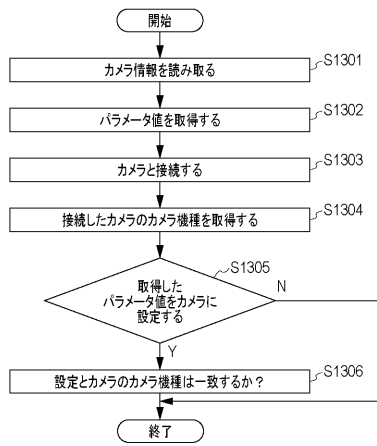 開始
カメラ情報を読み取る
S1301
パラメータ値を取得する
S1302
カメラと接続する
S1303
接続したカメラのカメラ機種を取得する
S1304
S1305
取得した
パラメータ値をカメラに
設定する
N
Y
設定とカメラのカメラ機種は一致するか？
S1306
終了